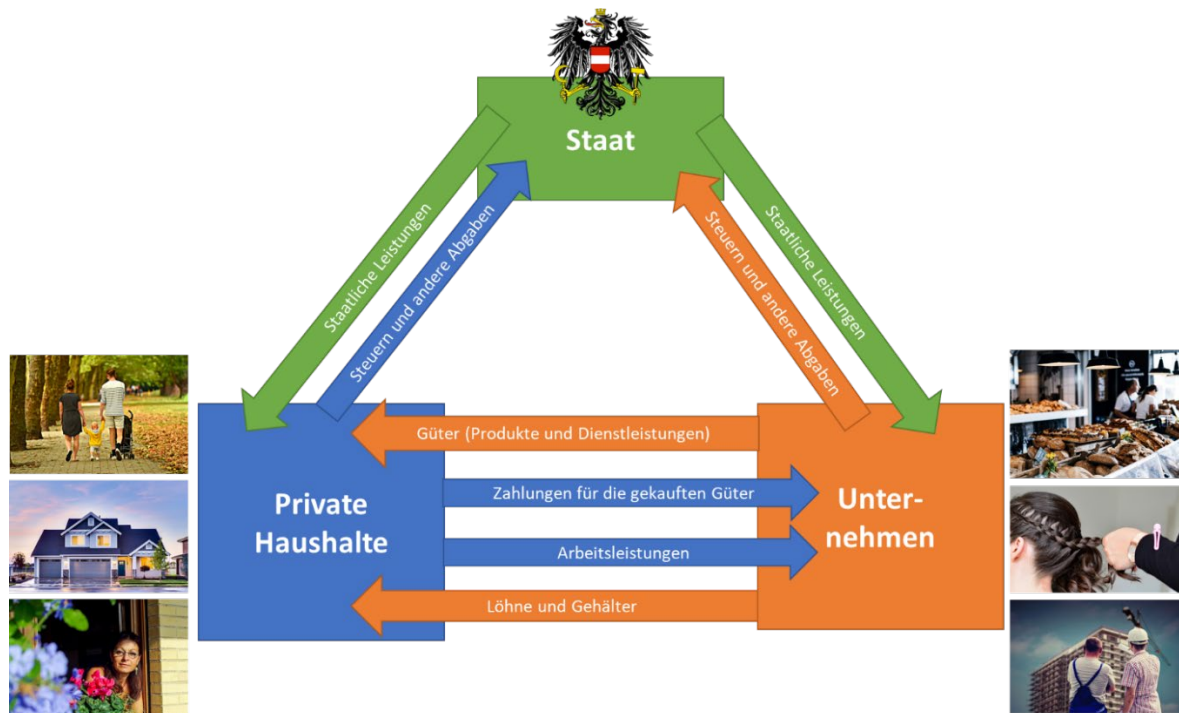 Staat
Staatliche Leistungen
Steuern und andere Abgaben
Steuern und andere Abgaben
Staatliche Leistungen
Private
Haushalte
Güter (Produkte und Dienstleistungen)
Zahlungen für die gekauften Güter
Arbeitsleistungen
Löhne und Gehälter
Unter-
nehmen